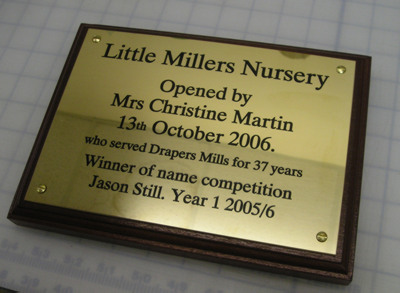 Little Millers Nursery
Opened by
Mrs Christine Martin
13th October 2006.
who served Drapers Mills for 37 years
Winner of name competition
Jason Still. Year 1 2005/6